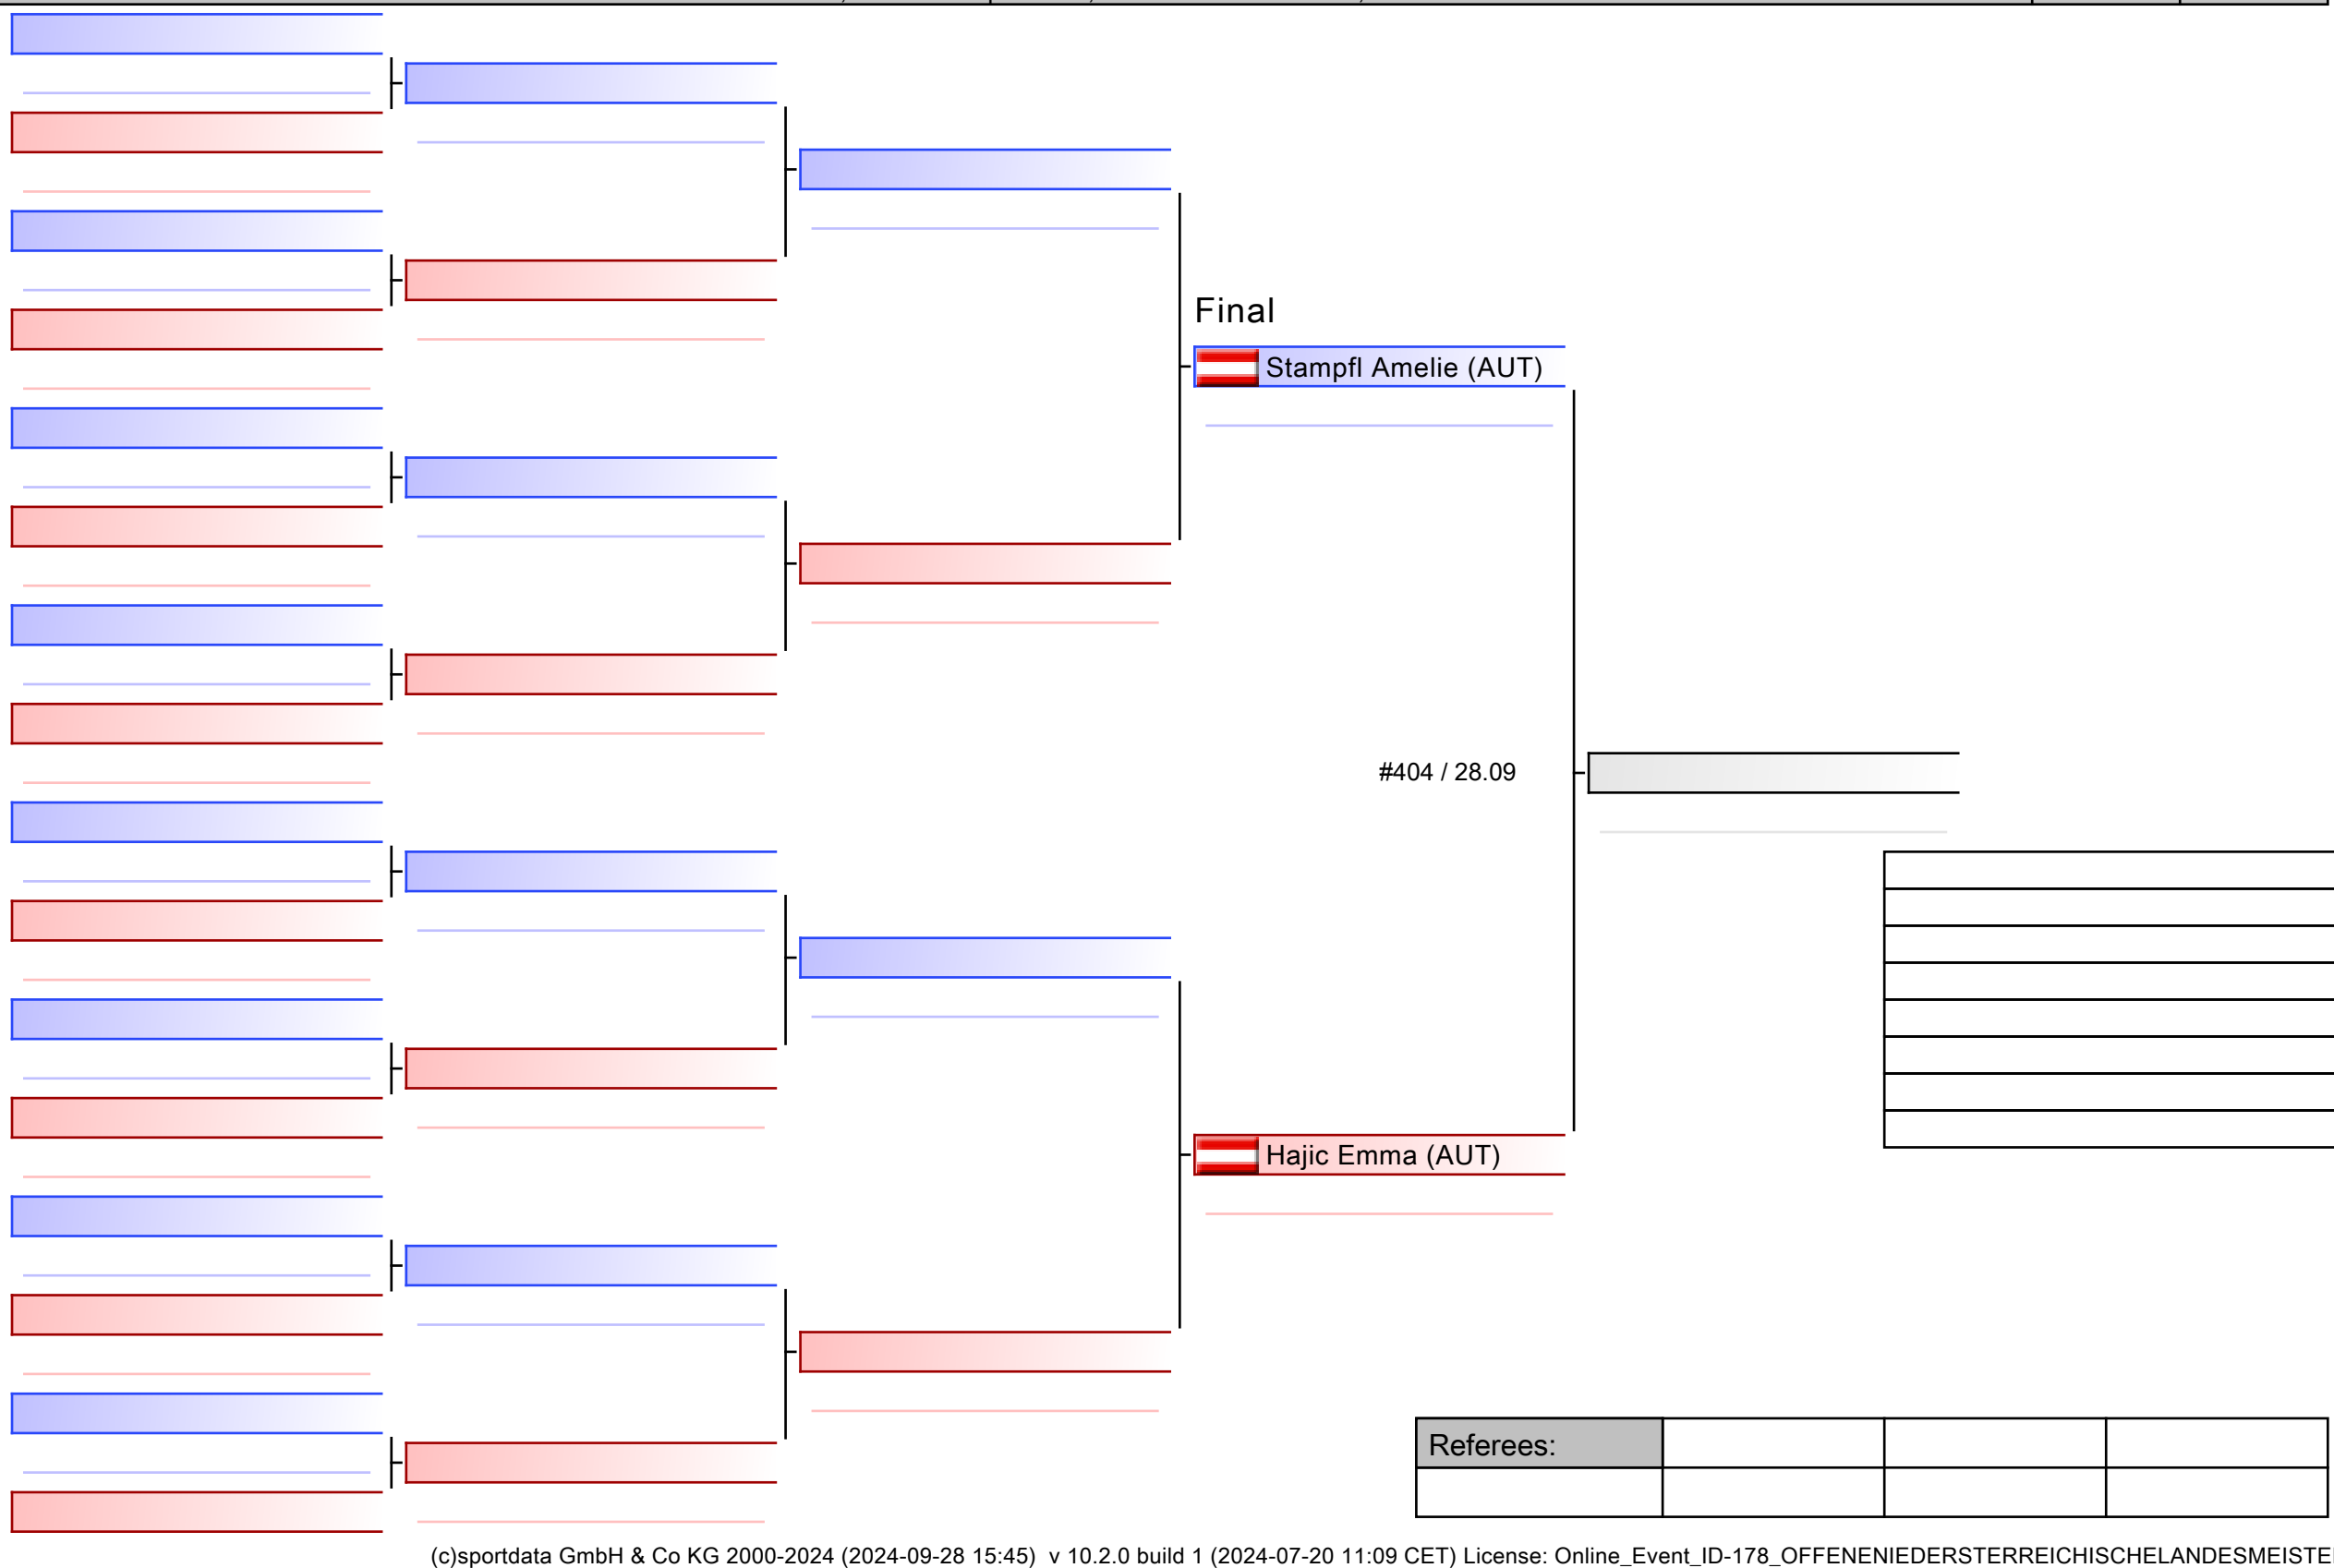 Final
Stampfl Amelie (AUT)
#404 / 28.09
Hajic Emma (AUT)
Referees:
(c)sportdata GmbH & Co KG 2000-2024 (2024-09-28 15:45) v 10.2.0 build 1 (2024-07-20 11:09 CET) License: Online_Event_ID-178_OFFENENIEDERSTERREICHISCHELANDESMEISTE